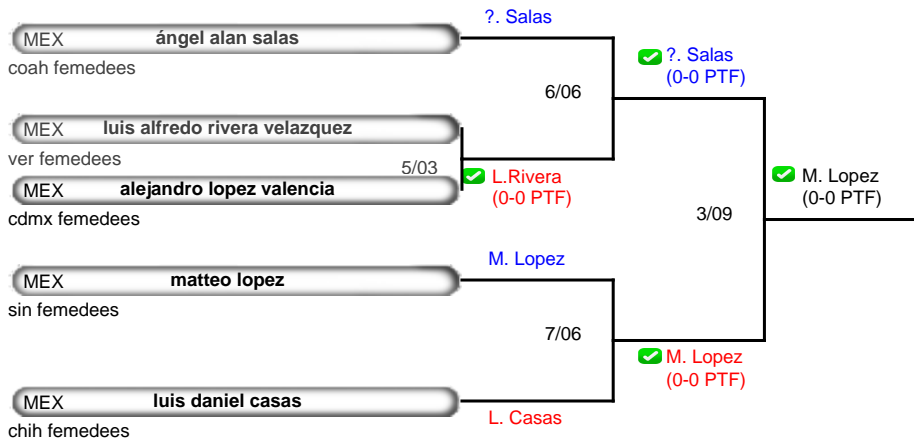 ?. Salas
MEX ángel alan salas
coah femedees
?. Salas
(0-0 PTF)
6/06
MEX luis alfredo rivera velazquez
ver femedees
5/03
L.Rivera
(0-0 PTF)
MEX alejandro lopez valencia
cdmx femedees
M. Lopez
(0-0 PTF)
3/09
M. Lopez
MEX matteo lopez
sin femedees
7/06
M. Lopez
(0-0 PTF)
MEX luis daniel casas
chih femedees
L. Casas